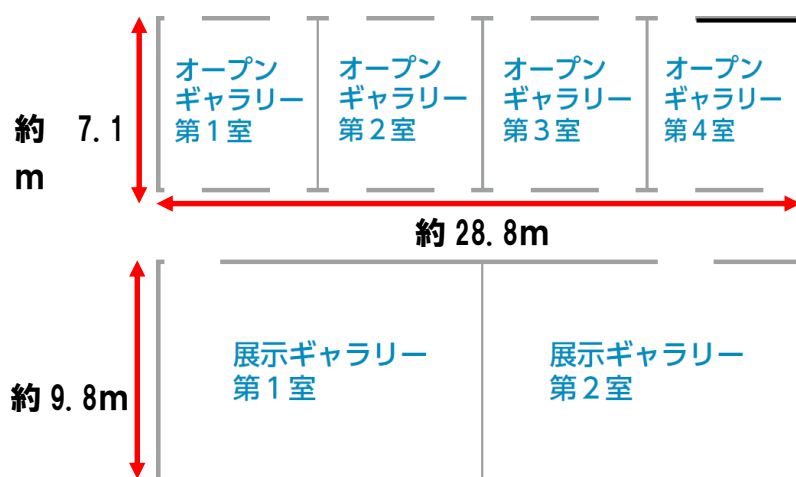 オープン
ギャラリー
第１室
オープン
ギャラリー
第２室
オープン
ギャラリー
第３室
オープン
ギャラリー
第４室
約 7.1
m
約 28.8m
展示ギャラリー
第１室
展示ギャラリー
第２室
約 9.8m